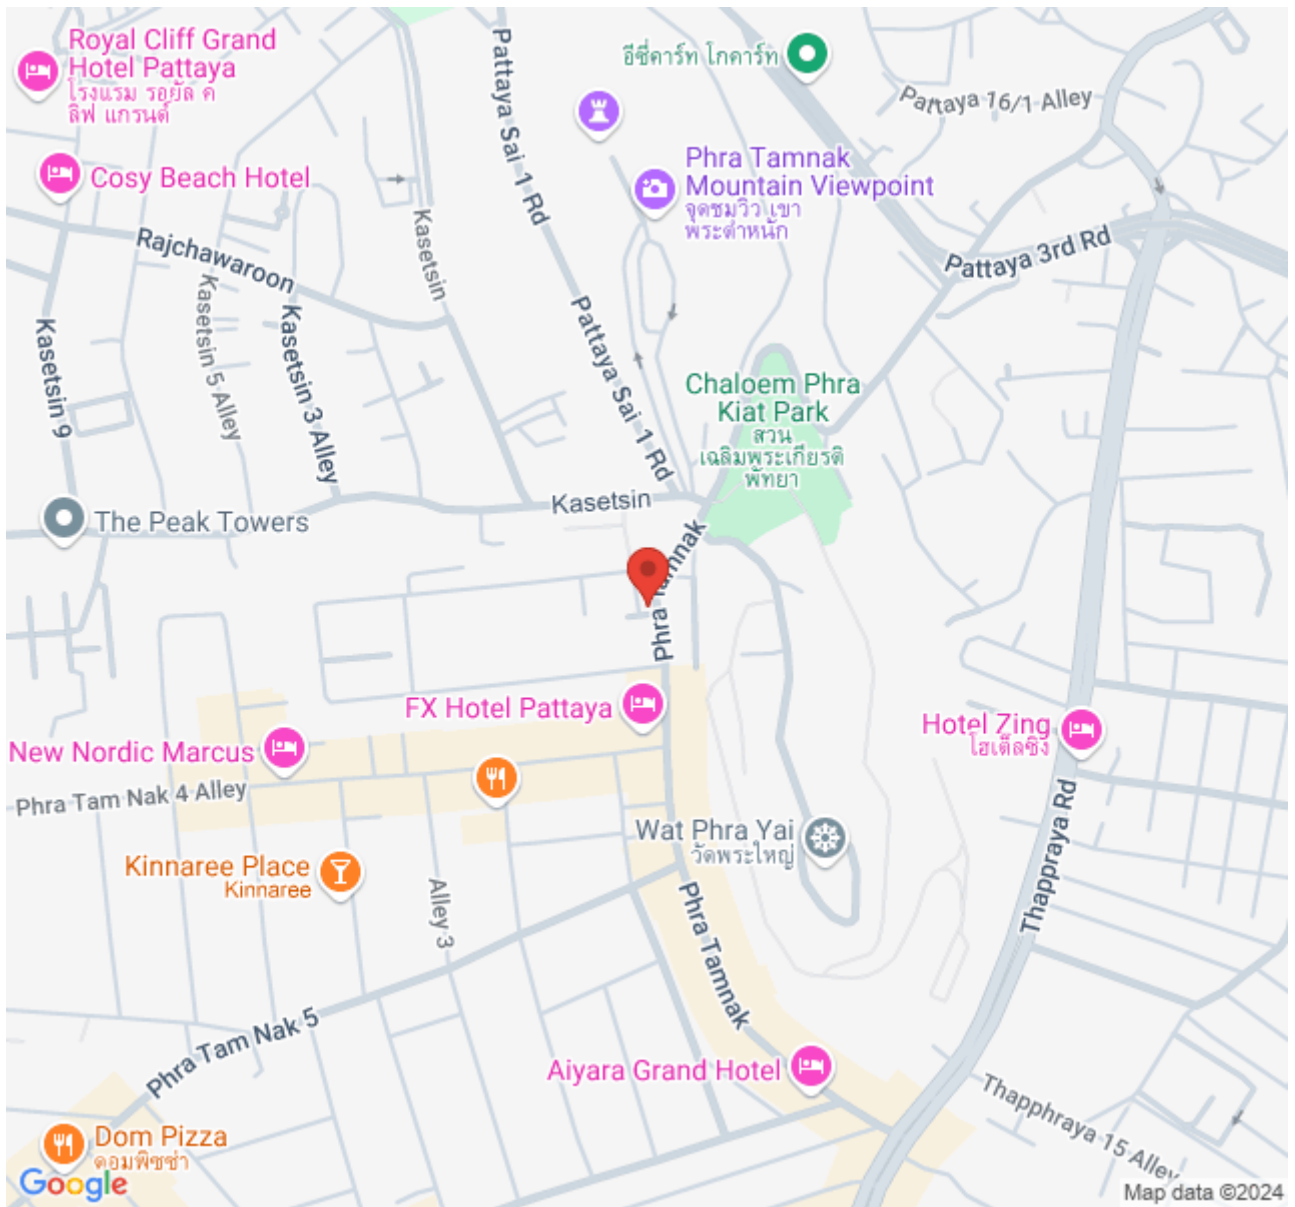 Royal Cliff Grand
Hotel Pattaya
โรงแรม รอยัล ค
ลิฟ แกรนด์
อีซี่คาร์ท โกคาร์ท
Pattaya 16/1 Alley
Pattaya Sai 1 Rd
Phra Tamnak
Mountain Viewpoint
จุดชมวิว เขา
พระตำหนัก
Cosy Beach Hotel
Rajchawaroon
Kasetsin
Pattaya 3rd Rd
Kasetsin 9
Kasetsin 5 Alley
Kasetsin 3 Alley
Pattaya Sai 1 Rd
Chaloem Phra
Kiat Park
สวน
เฉลิมพระเกียรติ
พัทยา
Kasetsin
The Peak Towers
Phra Tamnak
FX Hotel Pattaya
Hotel Zing
โฮเต็ลซิง
New Nordic Marcus
Phra Tam Nak 4 Alley
Wat Phra Yai
วัดพระใหญ่
Thappraya Rd
Kinnaree Place
Kinnaree
Alley 3
Phra Tamnak
Phra Tam Nak 5
Aiyara Grand Hotel
Thapphraya 15 Alley
Dom Pizza
ดอมพิซซ่า
Google
Map data ©2024